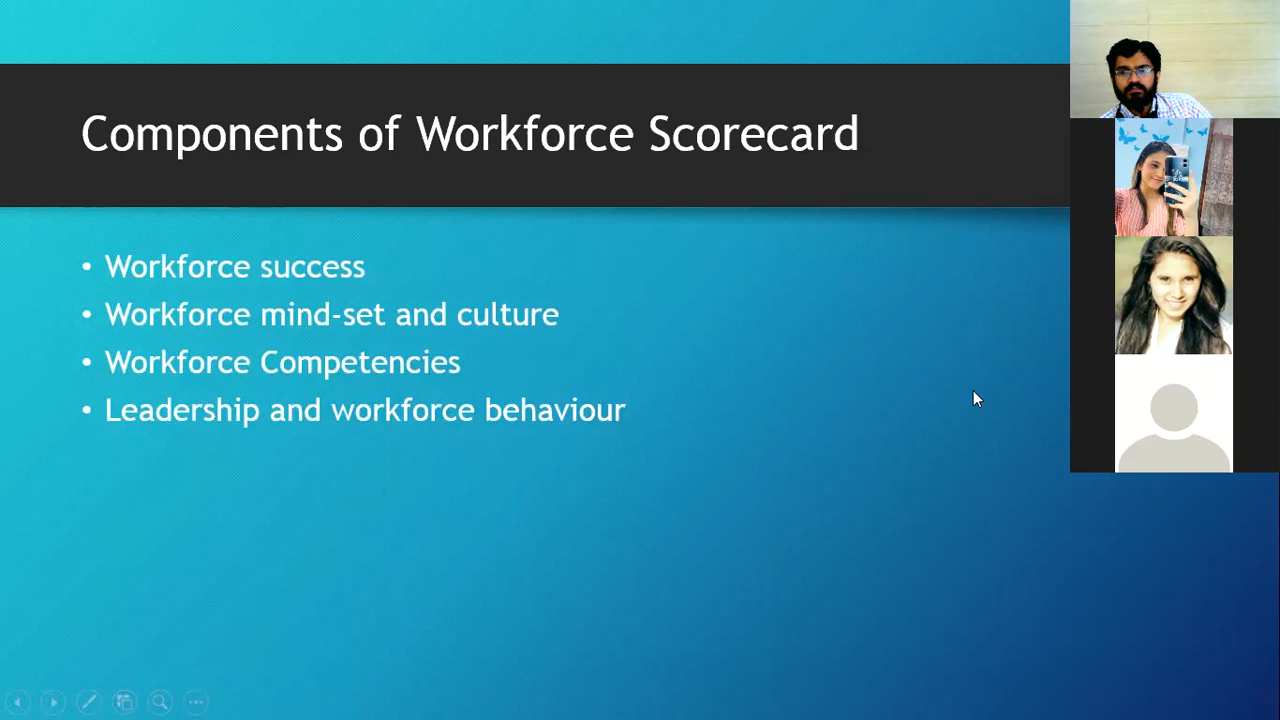 Components of Workforce Scorecard
• Workforce success
• Workforce mind-set and culture
• Workforce Competencies
• Leadership and workforce behaviour